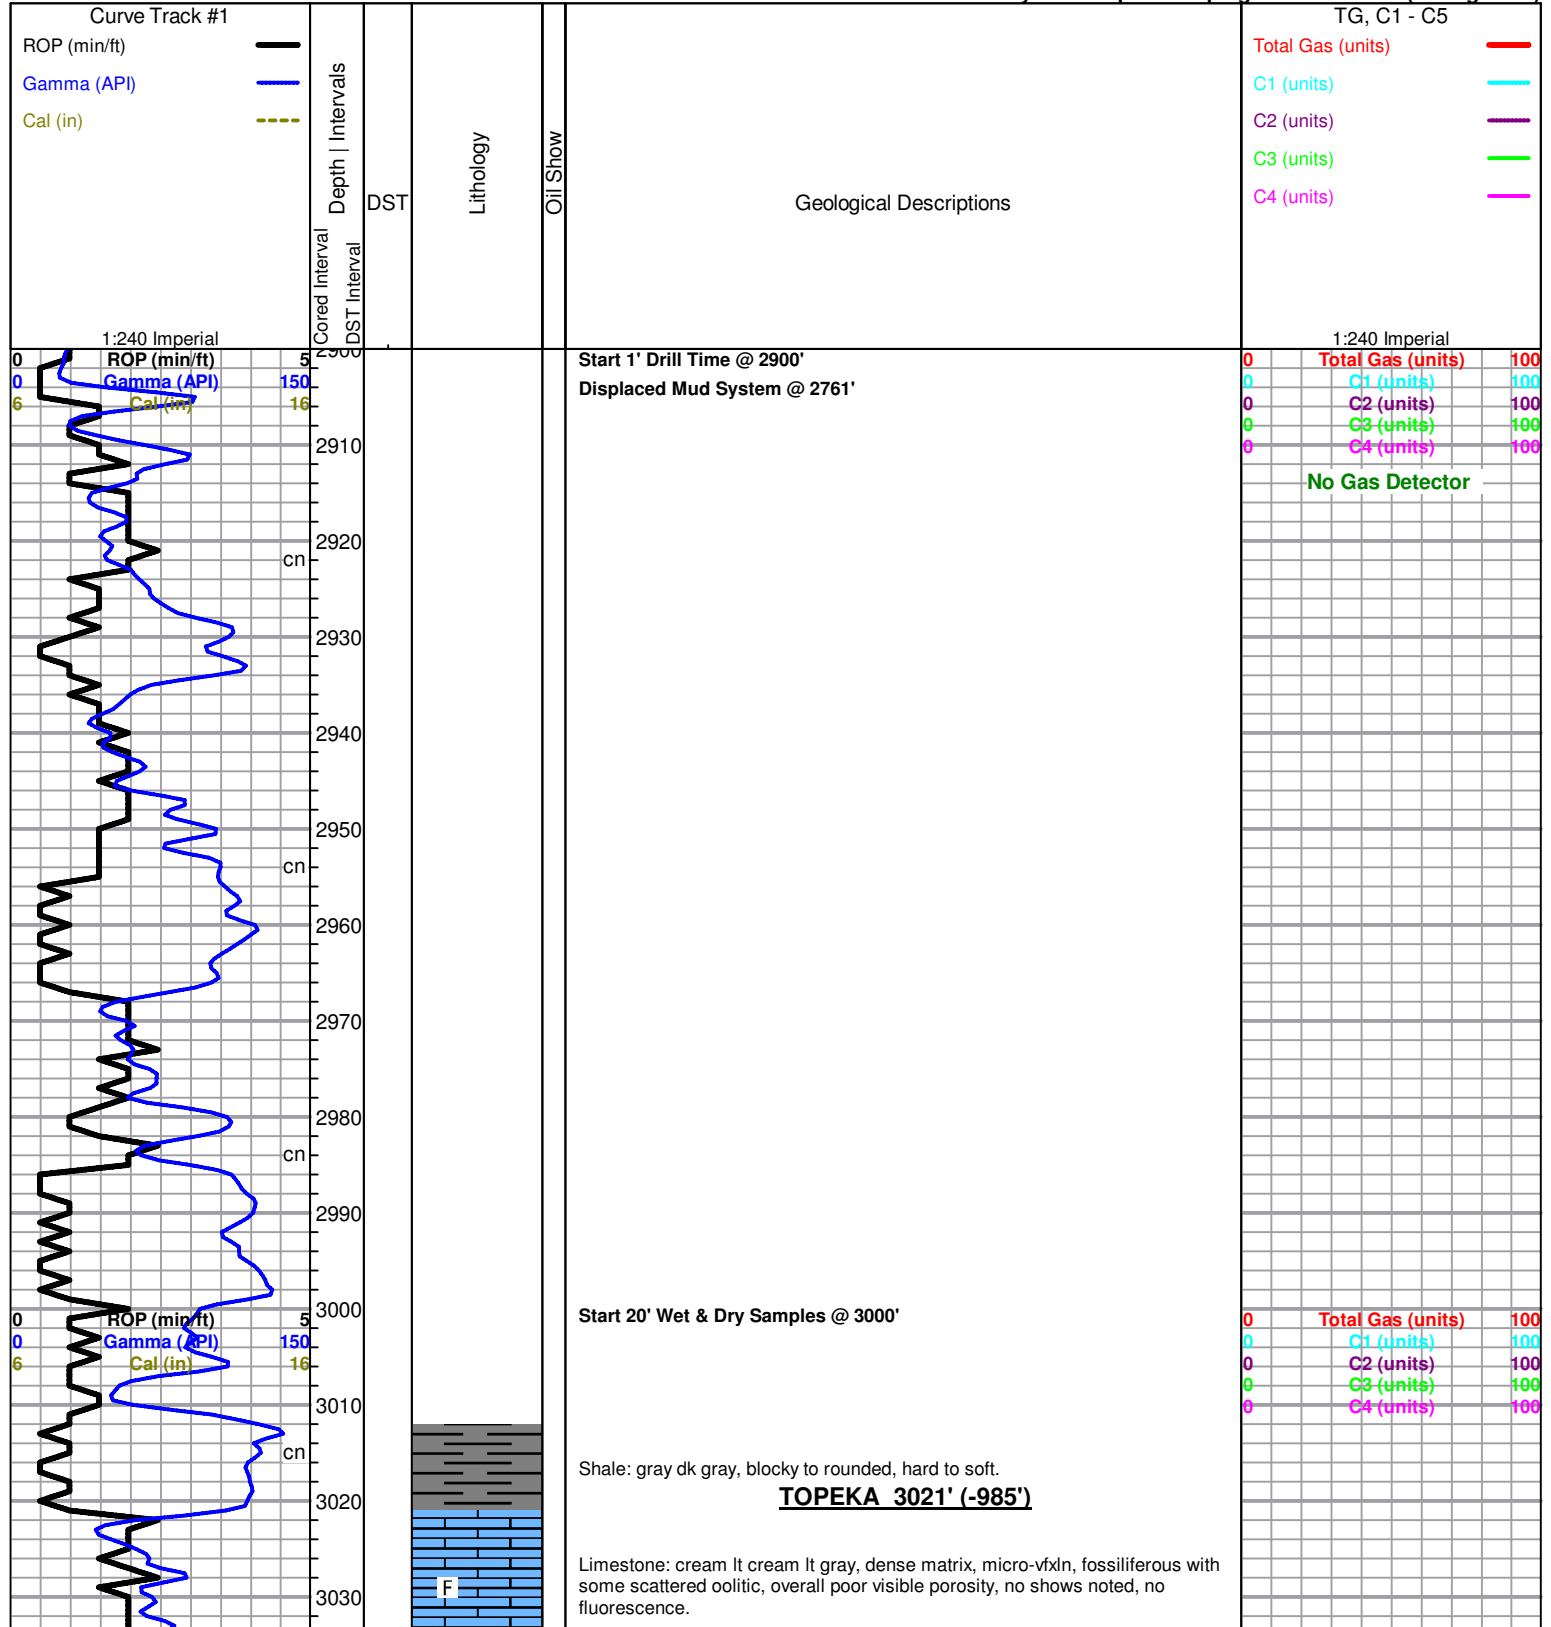 Curve Track #1
ROP (min/ft)
Gamma (API)
Cal (in)
1:240 Imperial
Cored Interval
Depth | Intervals
DST Interval
DST
Lithology
Oil Show
Geological Descriptions
TG, C1 - C5
Total Gas (units)
C1 (units)
C2 (units)
C3 (units)
C4 (units)
1:240 Imperial
0 ROP (min/ft) 5
0 Gamma (API) 150
6 Cal (in) 16
2900
Start 1' Drill Time @ 2900'
Displaced Mud System @ 2761'
0 Total Gas (units) 100
0 C1 (units) 100
0 C2 (units) 100
0 C3 (units) 100
0 C4 (units) 100
No Gas Detector
2910
2920
cn
2930
2940
2950
cn
2960
2970
2980
cn
2990
3000
0 ROP (min/ft) 5
0 Gamma (API) 150
6 Cal (in) 16
Start 20' Wet & Dry Samples @ 3000'
0 Total Gas (units) 100
0 C1 (units) 100
0 C2 (units) 100
0 C3 (units) 100
0 C4 (units) 100
3010
cn
Shale: gray dk gray, blocky to rounded, hard to soft.
3020
TOPEKA 3021' (-985')
Limestone: cream lt cream lt gray, dense matrix, micro-vfxln, fossiliferous with
some scattered oolitic, overall poor visible porosity, no shows noted, no
fluorescence.
F
3030